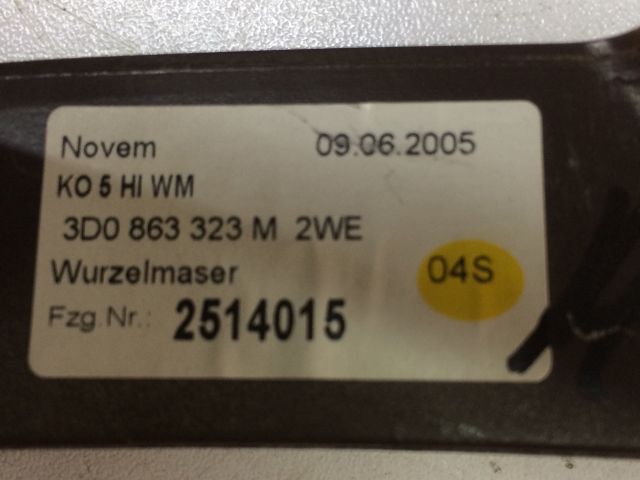 Novem 09.06.2005
KO 5 HI WM
3D0 863 323 M 2WE
Wurzelmaser 04S
Fzg.Nr.: 2514015